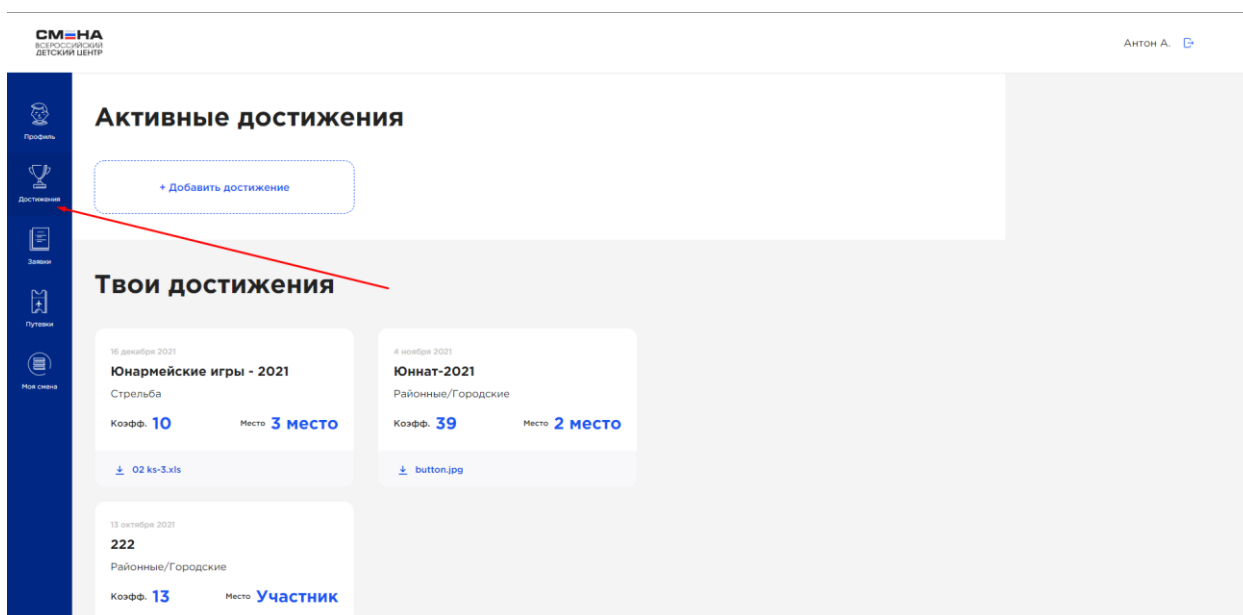 СМЕНА
ВСЕРОССИЙСКИЙ
ДЕТСКИЙ ЦЕНТР
Антон А.
Профиль
Достижения
Заявки
Путевки
Моя смена
Активные достижения
+ Добавить достижение
Твои достижения
16 декабря 2021
Юнармейские игры - 2021
Стрельба
Коэфф. 10 Место 3 место
02 ks-3.xls
4 ноября 2021
Юннат-2021
Районные/Городские
Коэфф. 39 Место 2 место
button.jpg
13 октября 2021
222
Районные/Городские
Коэфф. 13 Место Участник